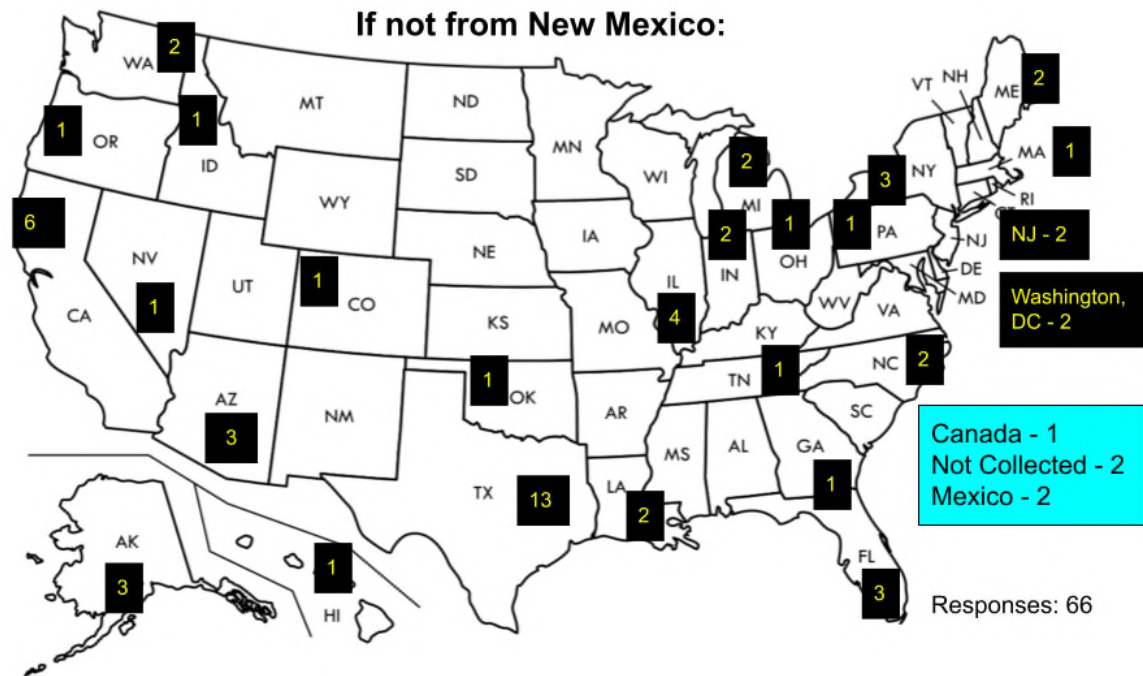 If not from New Mexico:
WA
2
MT
ND
MN
VT
NH
ME
2
1
OR
1
ID
SD
WI
2
MI
NY
3
MA
1
WY
6
NV
1
UT
1
CO
NE
IA
IL
4
2
IN
1
OH
1
PA
RI
CT
NJ
NJ - 2
DE
MD
Washington,
DC - 2
CA
KS
MO
KY
WV
VA
AZ
3
NM
1
OK
AR
TN
1
NC
2
SC
TX
13
LA
2
MS
AL
GA
1
Canada - 1
Not Collected - 2
Mexico - 2
AK
3
1
HI
FL
3
Responses: 66